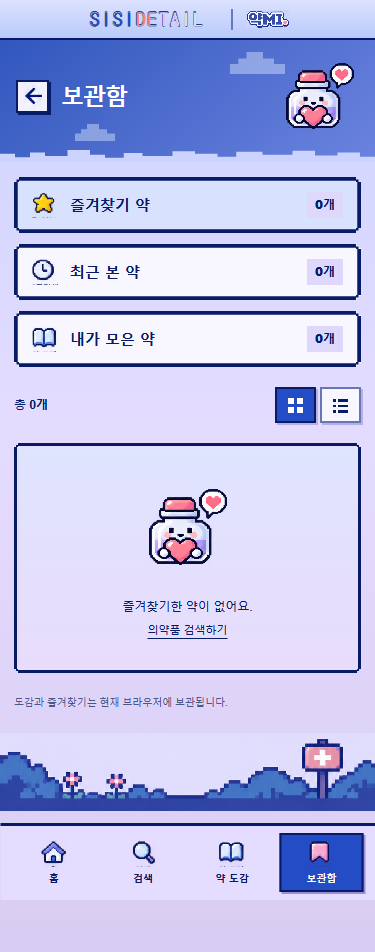 SISIDETAIL 약MI
보관함
즐겨찾기 약 0개
최근 본 약 0개
내가 모은 약 0개
총 0개
즐겨찾기한 약이 없어요.
의약품 검색하기
도감과 즐겨찾기는 현재 브라우저에 보관됩니다.
홈 검색 약 도감 보관함